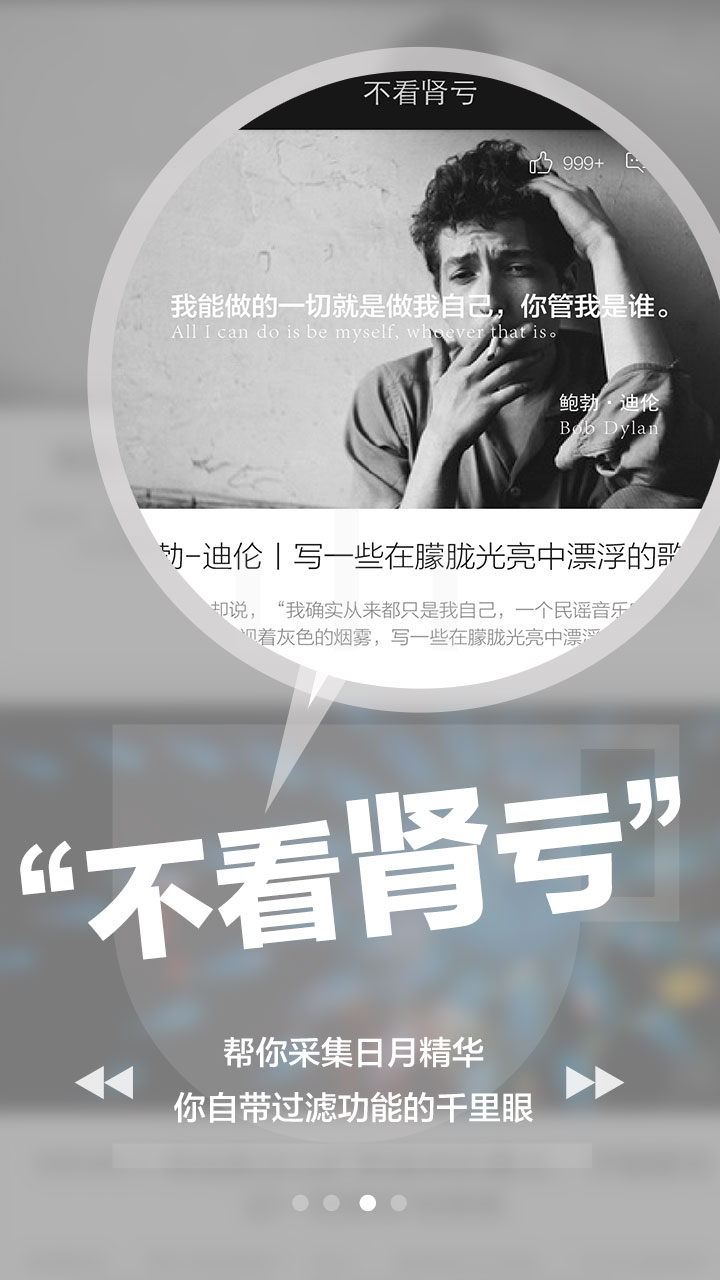 不看肾亏
999+
我能做的一切就是做我自己，你管我是谁。
All I can do is be myself, whoever that is。
鲍勃·迪伦
Bob Dylan
勃-迪伦丨写一些在朦胧光亮中漂浮的歌
却说，“我确实从来都只是我自己，一个民谣音乐
视着灰色的烟雾，写一些在朦胧光亮中漂浮
“不看肾亏”
帮你采集日月精华
你自带过滤功能的千里眼